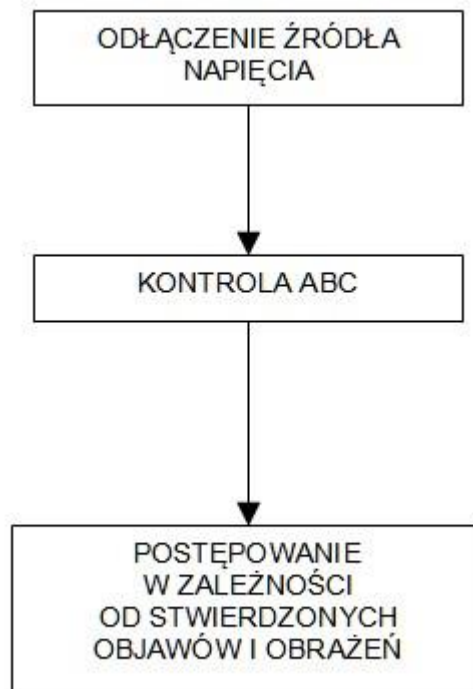 ODŁĄCZENIE ŹRÓDŁA
NAPIĘCIA
KONTROLA ABC
POSTĘPOWANIE
W ZALEŻNOŚCI
OD STWIERDZONYCH
OBJAWÓW I OBRAŻEŃ